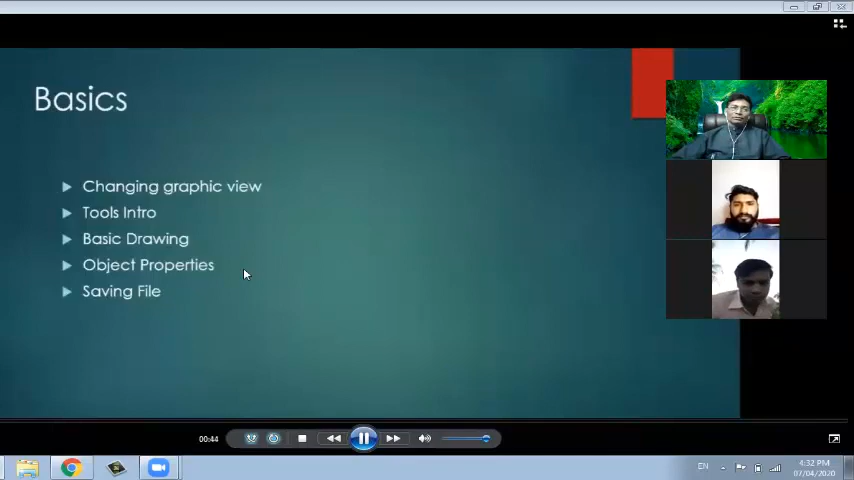 Basics
Changing graphic view
Tools Intro
Basic Drawing
Object Properties
Saving File
00:44
EN
4:32 PM
07/04/2020